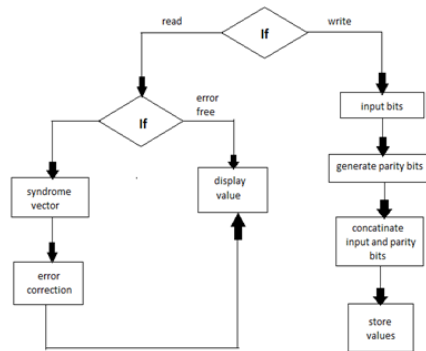 read
If
write
If
error
free
input bits
generate parity bits
syndrome
vector
display
value
concatinate
input and parity
bits
error
correction
store
values